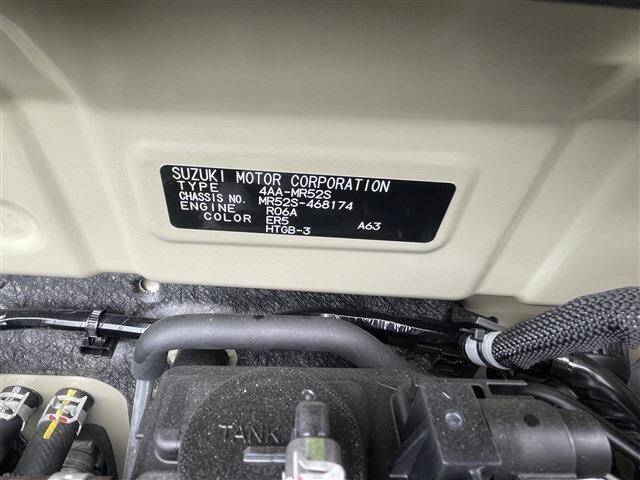 SUZUKI MOTOR CORPORATION
TYPE 4AA-MR52S
CHASSIS NO. MR52S-468174
ENGINE R06A
COLOR ER5
HTGB-3 A63
TANK